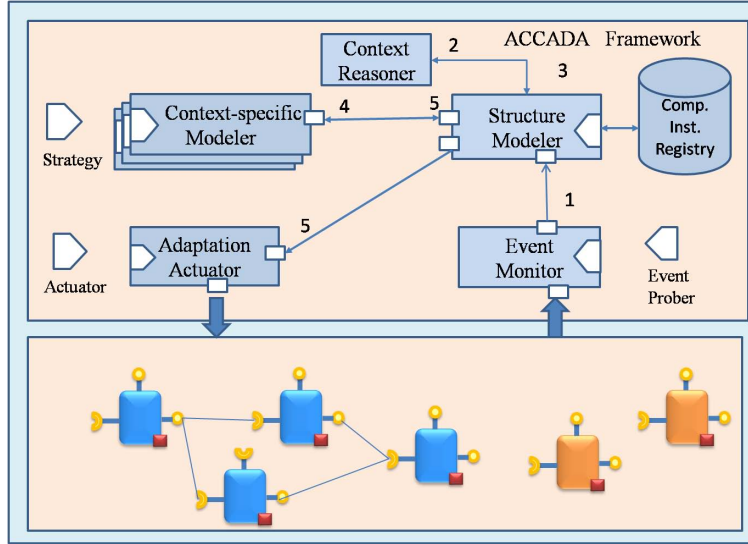 ACCADA Framework
Context
Reasoner
2
3
Context-specific
Modeler
4
5
Structure
Modeler
Comp.
Inst.
Registry
Strategy
1
5
Adaptation
Actuator
Event
Monitor
Actuator
Event
Prober